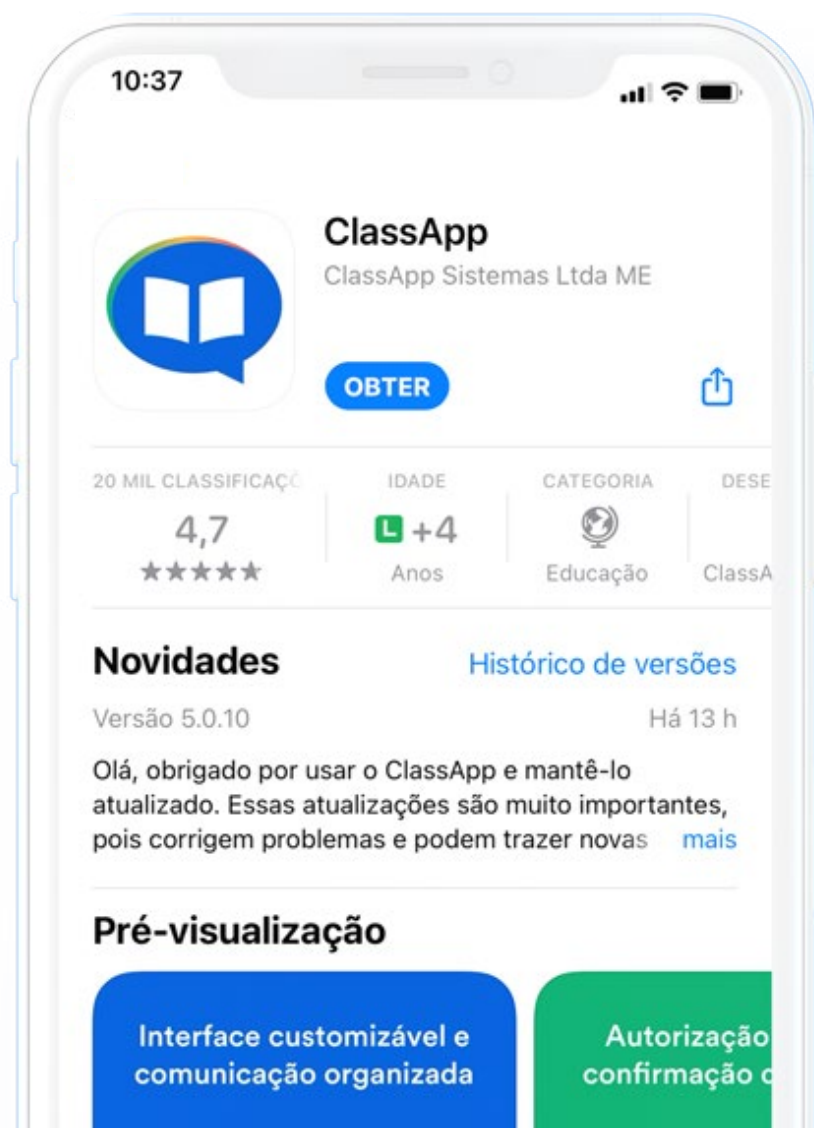 10:37
ClassApp
ClassApp Sistemas Ltda ME
OBTER
20 MIL CLASSIFICAÇÕ
IDADE
CATEGORIA
DESE
4,7
L +4
Anos
Educação
ClassA
Novidades
Histórico de versões
Versão 5.0.10
Há 13 h
Olá, obrigado por usar o ClassApp e mantê-lo
atualizado. Essas atualizações são muito importantes,
pois corrigem problemas e podem trazer novas mais
Pré-visualização
Interface customizável e
comunicação organizada
Autorização
confirmação